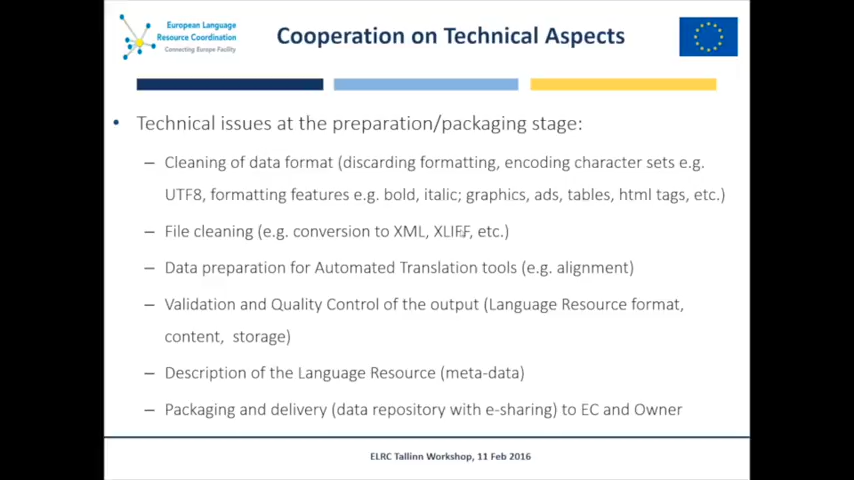 European Language
Resource Coordination
Connecting Europe Facility
Cooperation on Technical Aspects
• Technical issues at the preparation/packaging stage:
– Cleaning of data format (discarding formatting, encoding character sets e.g.
UTF8, formatting features e.g. bold, italic; graphics, ads, tables, html tags, etc.)
– File cleaning (e.g. conversion to XML, XLIFF, etc.)
– Data preparation for Automated Translation tools (e.g. alignment)
– Validation and Quality Control of the output (Language Resource format,
content, storage)
– Description of the Language Resource (meta-data)
– Packaging and delivery (data repository with e-sharing) to EC and Owner
ELRC Tallinn Workshop, 11 Feb 2016